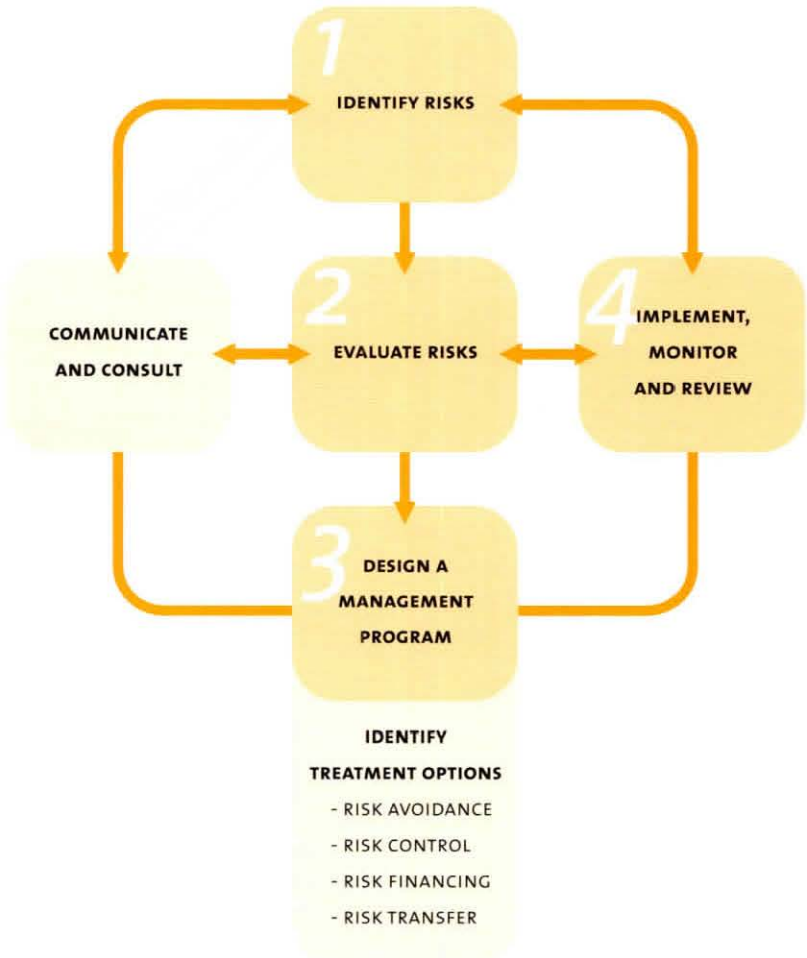 1
IDENTIFY RISKS
COMMUNICATE
AND CONSULT
2
EVALUATE RISKS
4
IMPLEMENT,
MONITOR
AND REVIEW
3
DESIGN A
MANAGEMENT
PROGRAM
IDENTIFY
TREATMENT OPTIONS
- RISK AVOIDANCE
- RISK CONTROL
- RISK FINANCING
- RISK TRANSFER